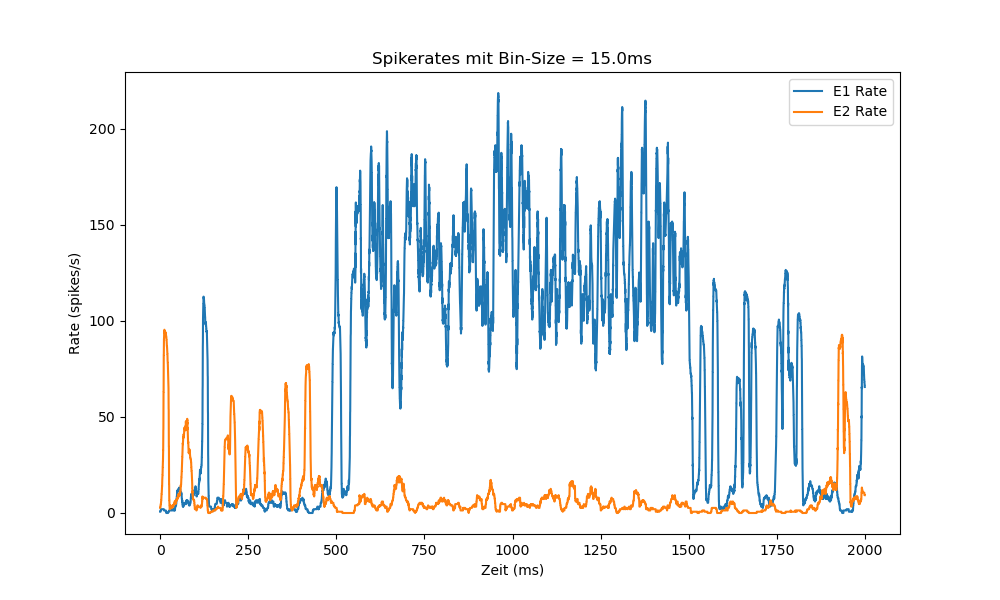 Spikerates mit Bin-Size = 15.0ms
E1 Rate
E2 Rate
200
150
100
50
0
Rate (spikes/s)
0 250 500 750 1000 1250 1500 1750 2000
Zeit (ms)